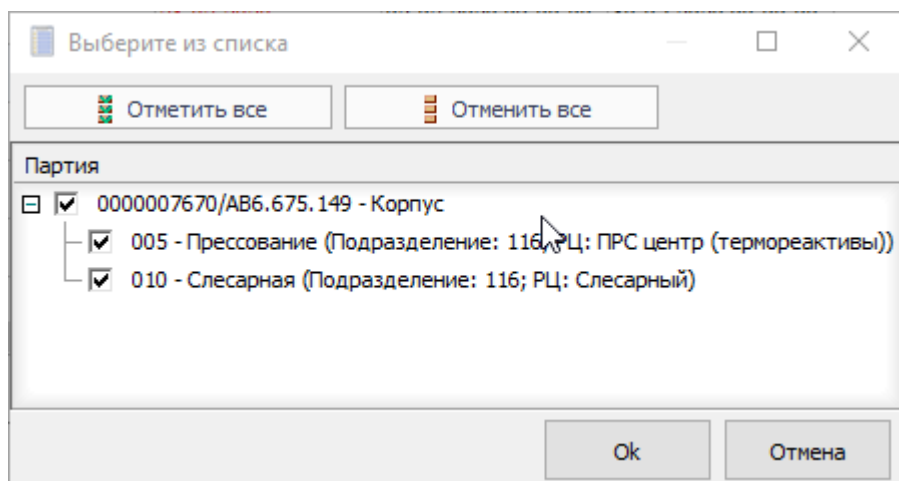 Выберите из списка
Отметить все
Отменить все
Партия
0000007670/АВ6.675.149 - Корпус
005 - Прессование (Подразделение: 116; РЦ: ПРС центр (термореактивы))
010 - Слесарная (Подразделение: 116; РЦ: Слесарный)
Ok
Отмена